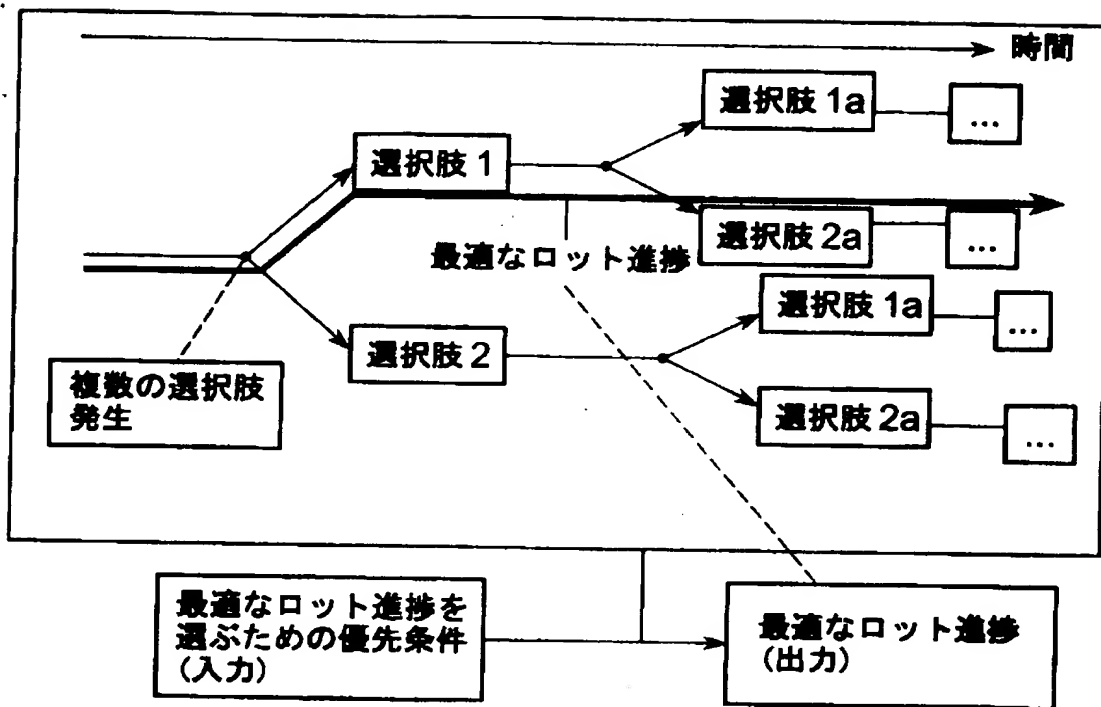 時間
選択肢 1a
...
選択肢 1
選択肢 2a
...
最適なロット進捗
選択肢 1a
...
選択肢 2
複数の選択肢
発生
選択肢 2a
...
最適なロット進捗を
選ぶための優先条件
(入力)
最適なロット進捗
(出力)